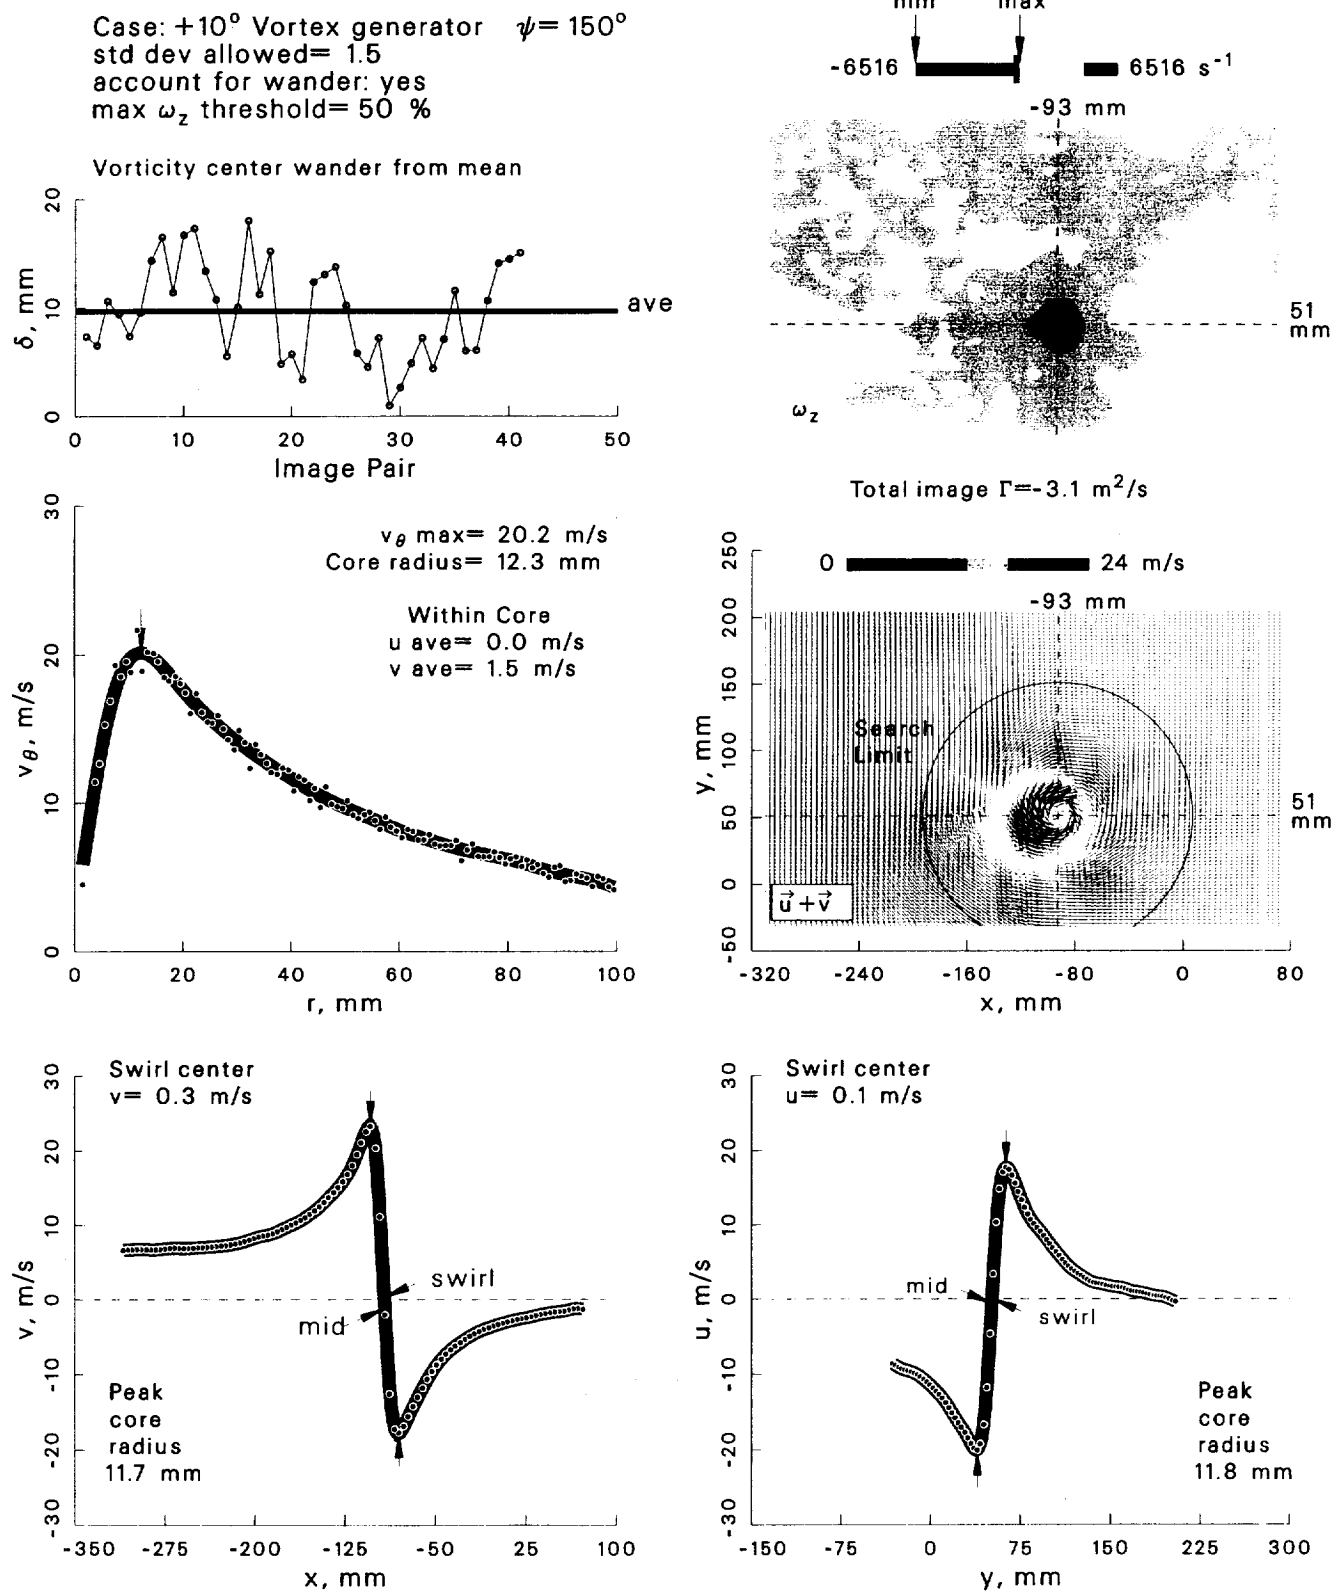 Case: +10° Vortex generator ψ= 150°
std dev allowed= 1.5
account for wander: yes
max ωz threshold= 50 %
Vorticity center wander from mean
20
10
0
δ, mm
ave
0 10 20 30 40 50
Image Pair
min max
-6516 6516 s-1
-93 mm
51
mm
ωz
Total image Γ=-3.1 m2/s
30
20
10
0
vθ, m/s
vθ max= 20.2 m/s
Core radius= 12.3 mm
Within Core
u ave= 0.0 m/s
v ave= 1.5 m/s
0 20 40 60 80 100
r, mm
0 24 m/s
-93 mm
250
200
150
100
50
0
-50
y, mm
Search
Limit
51
mm
u+v
-320 -240 -160 -80 0 80
x, mm
Swirl center
v= 0.3 m/s
30
20
10
0
-10
-20
-30
v, m/s
swirl
mid
Peak
core
radius
11.7 mm
-350 -275 -200 -125 -50 25 100
x, mm
Swirl center
u= 0.1 m/s
30
20
10
0
-10
-20
-30
u, m/s
mid
swirl
Peak
core
radius
11.8 mm
-150 -75 0 75 150 225 300
y, mm